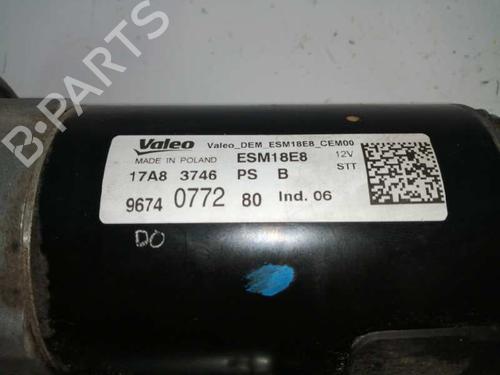 B-PARTS
Valeo Valeo_DEM_ESM18E8_CEM00
MADE IN POLAND ESM18E8 12V
17A8 3746 PS B STT
9674 0772 80 Ind. 06
DO